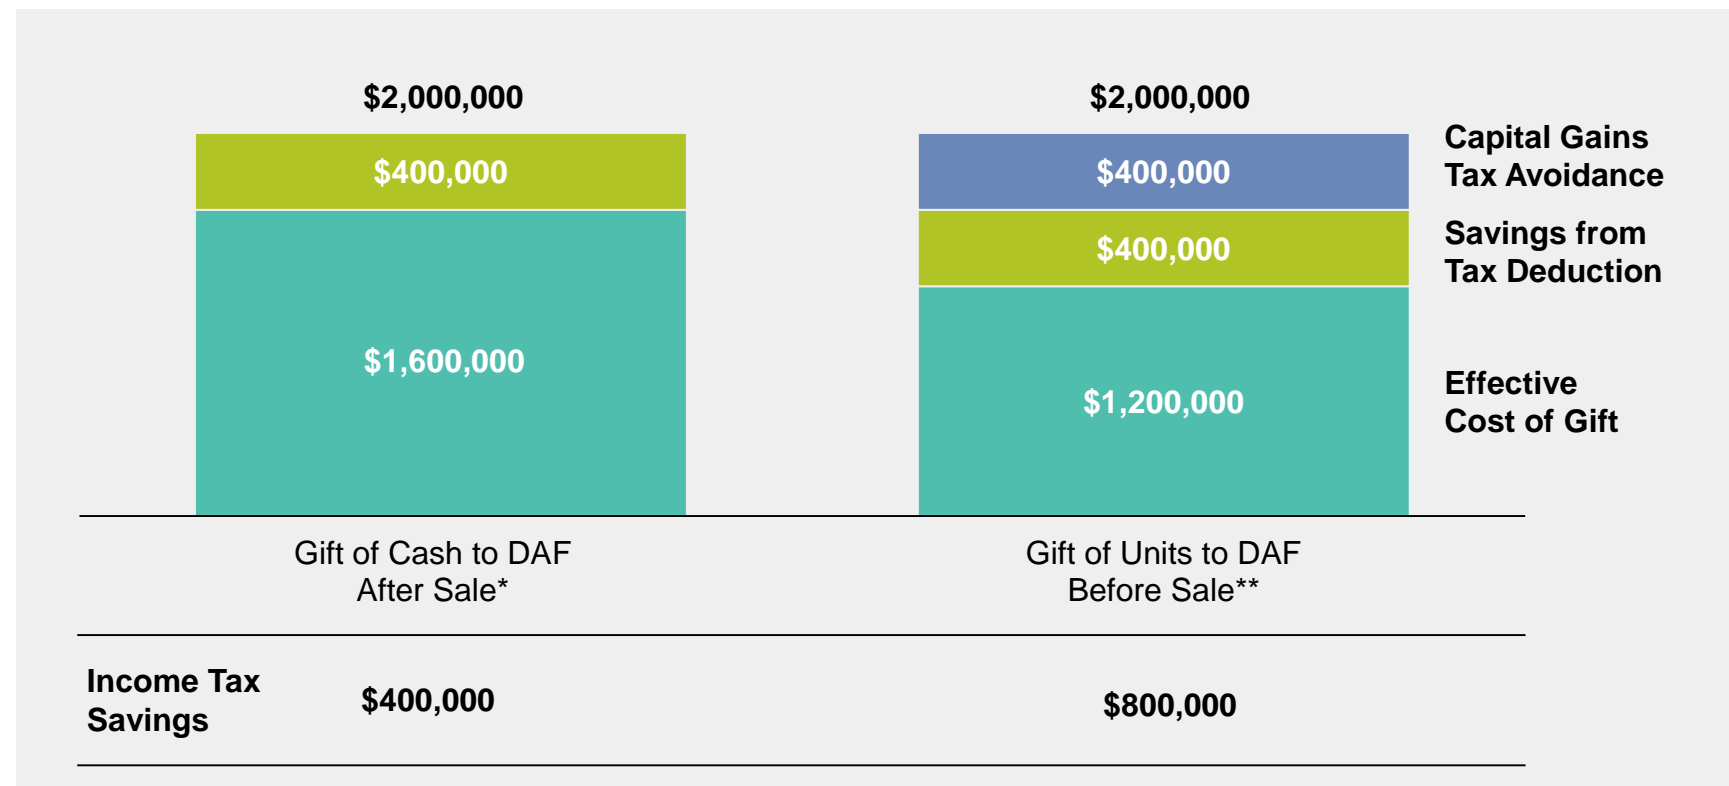 $2,000,000
$2,000,000
$400,000
$400,000
Capital Gains
Tax Avoidance
$400,000
Savings from
Tax Deduction
$1,600,000
$1,200,000
Effective
Cost of Gift
Gift of Cash to DAF
After Sale*
Gift of Units to DAF
Before Sale**
Income Tax
Savings
$400,000
$800,000